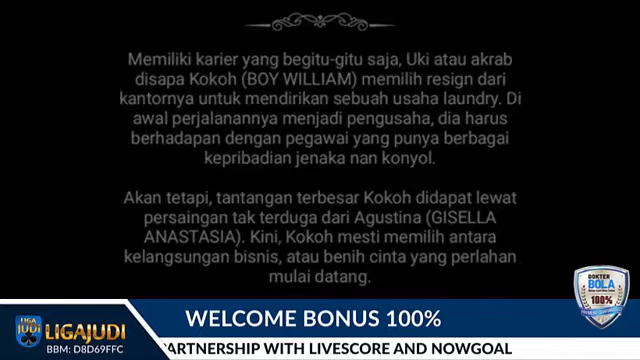 Memiliki karier yang begitu-gitu saja, Uki atau akrab
disapa Kokoh (BOY WILLIAM) memilih resign dari
kantornya untuk mendirikan sebuah usaha laundry. Di
awal perjalanannya menjadi pengusaha, dia harus
berhadapan dengan pegawai yang punya berbagai
kepribadian jenaka nan konyol.
Akan tetapi, tantangan terbesar Kokoh didapat lewat
persaingan tak terduga dari Agustina (GISELLA
ANASTASIA). Kini, Kokoh mesti memilih antara
kelangsungan bisnis, atau benih cinta yang perlahan
mulai datang.
DOKTER
BOLA
100%
LIGA
JUDI
LIGAJUDI
BBM: D8D69FFC
WELCOME BONUS 100%
PARTNERSHIP WITH LIVESCORE AND NOWGOAL